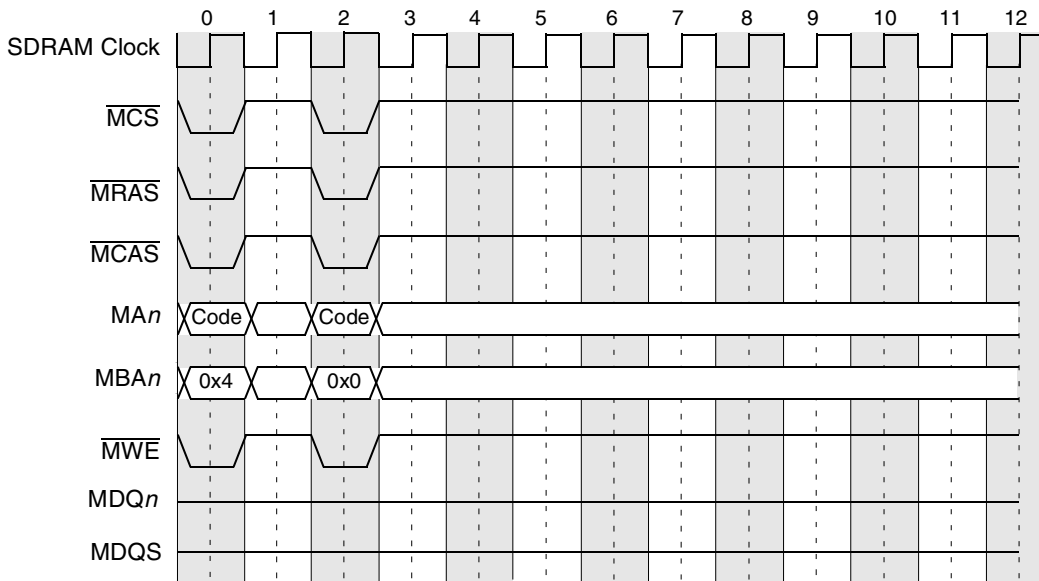 0 1 2 3 4 5 6 7 8 9 10 11 12
SDRAM Clock
MCS
MRAS
MCAS
MAn Code Code
MBAn 0x4 0x0
MWE
MDQn
MDQS